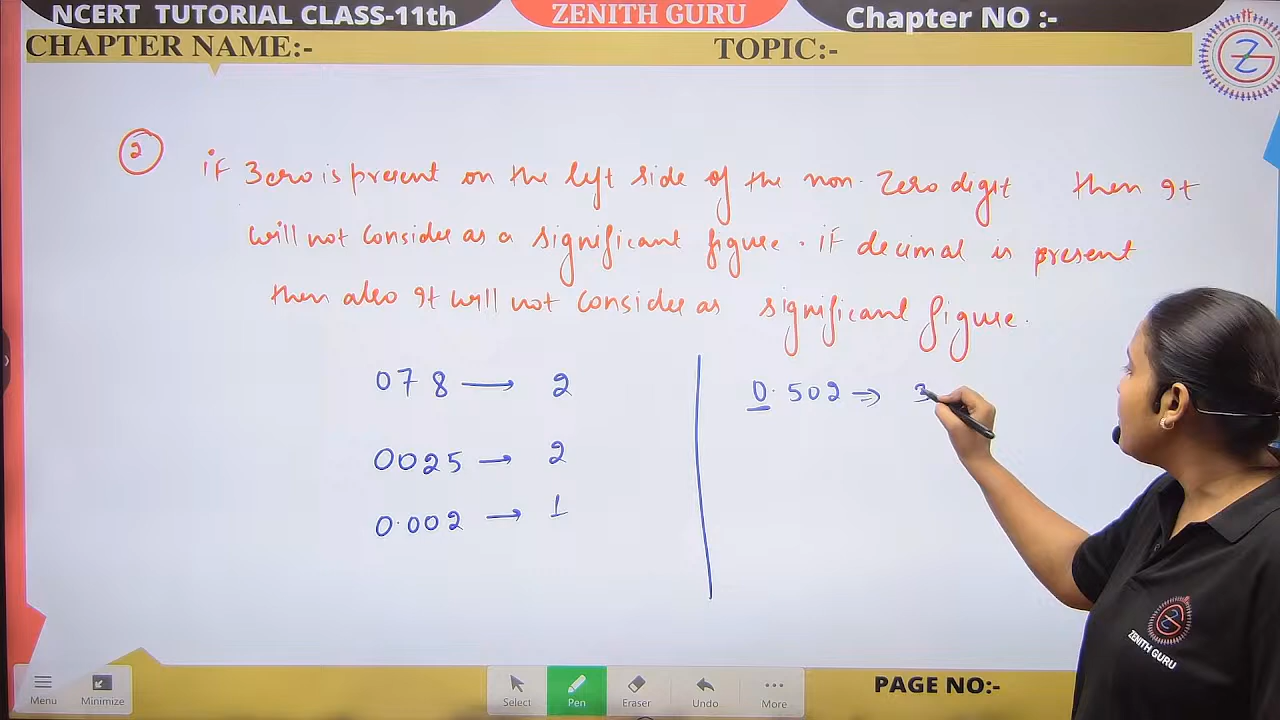 NCERT TUTORIAL CLASS-11th
ZENITH GURU
Chapter NO :-
CHAPTER NAME:-
TOPIC:-
2
if zero is present on the left side of the non-zero digit then it
will not consider as a significant figure. if decimal is present
then also it will not consider as significant figure.
078 → 2
0025 → 2
0.002 → 1
0.502 ⇒ 3
ZENITH GURU
Menu
Minimize
Select
Pen
Eraser
Undo
More
PAGE NO:-